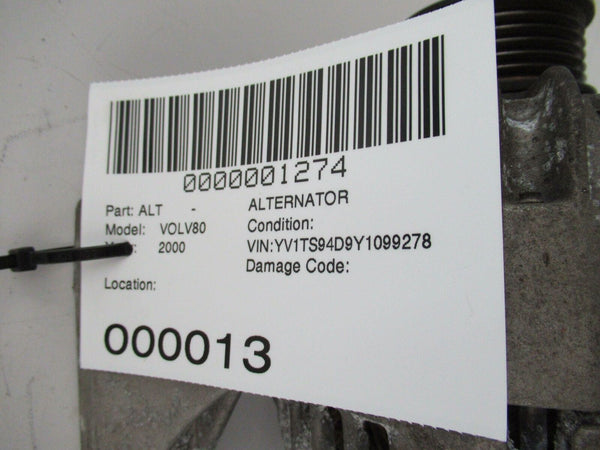 0000001274
Part: ALT - ALTERNATOR
Model: VOLV80 Condition:
2000 VIN:YV1TS94D9Y1099278
Damage Code:
Location:
000013